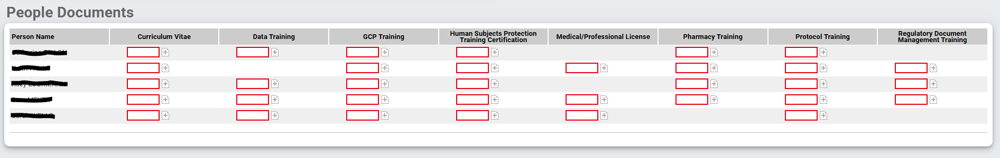 People Documents
Person Name
Curriculum Vitae
Data Training
GCP Training
Human Subjects Protection
Training Certification
Medical/Professional License
Pharmacy Training
Protocol Training
Regulatory Document
Management Training